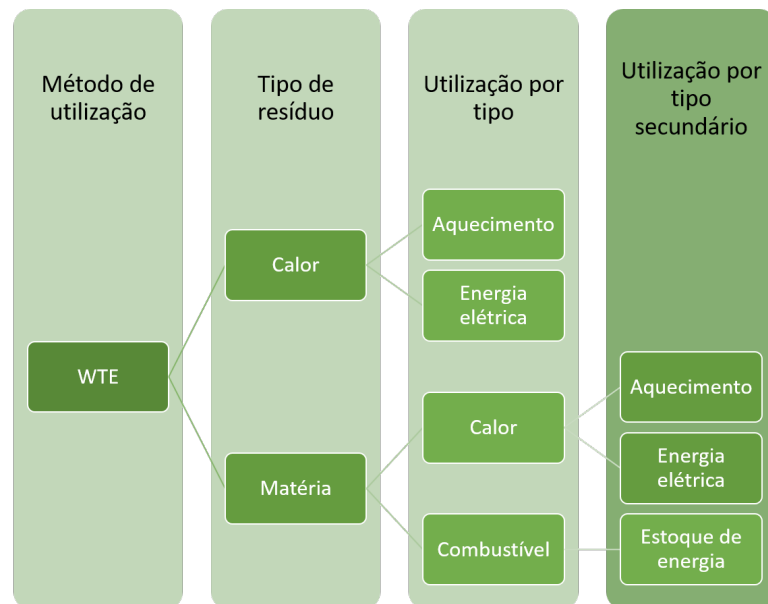 Método de
utilização
Tipo de
resíduo
Utilização por
tipo
Utilização por
tipo
secundário
WTE
Calor
Matéria
Aquecimento
Energia
elétrica
Calor
Combustível
Aquecimento
Energia
elétrica
Estoque de
energia